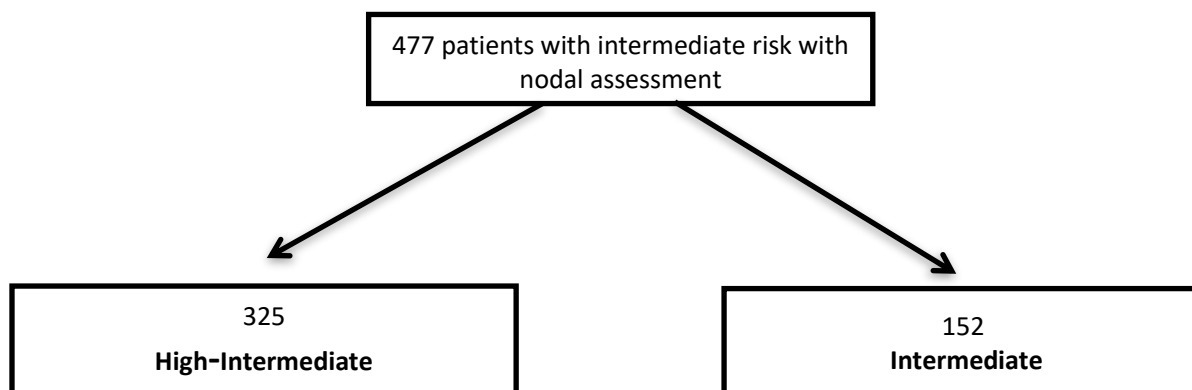 477 patients with intermediate risk with
nodal assessment
325
High-Intermediate
152
Intermediate